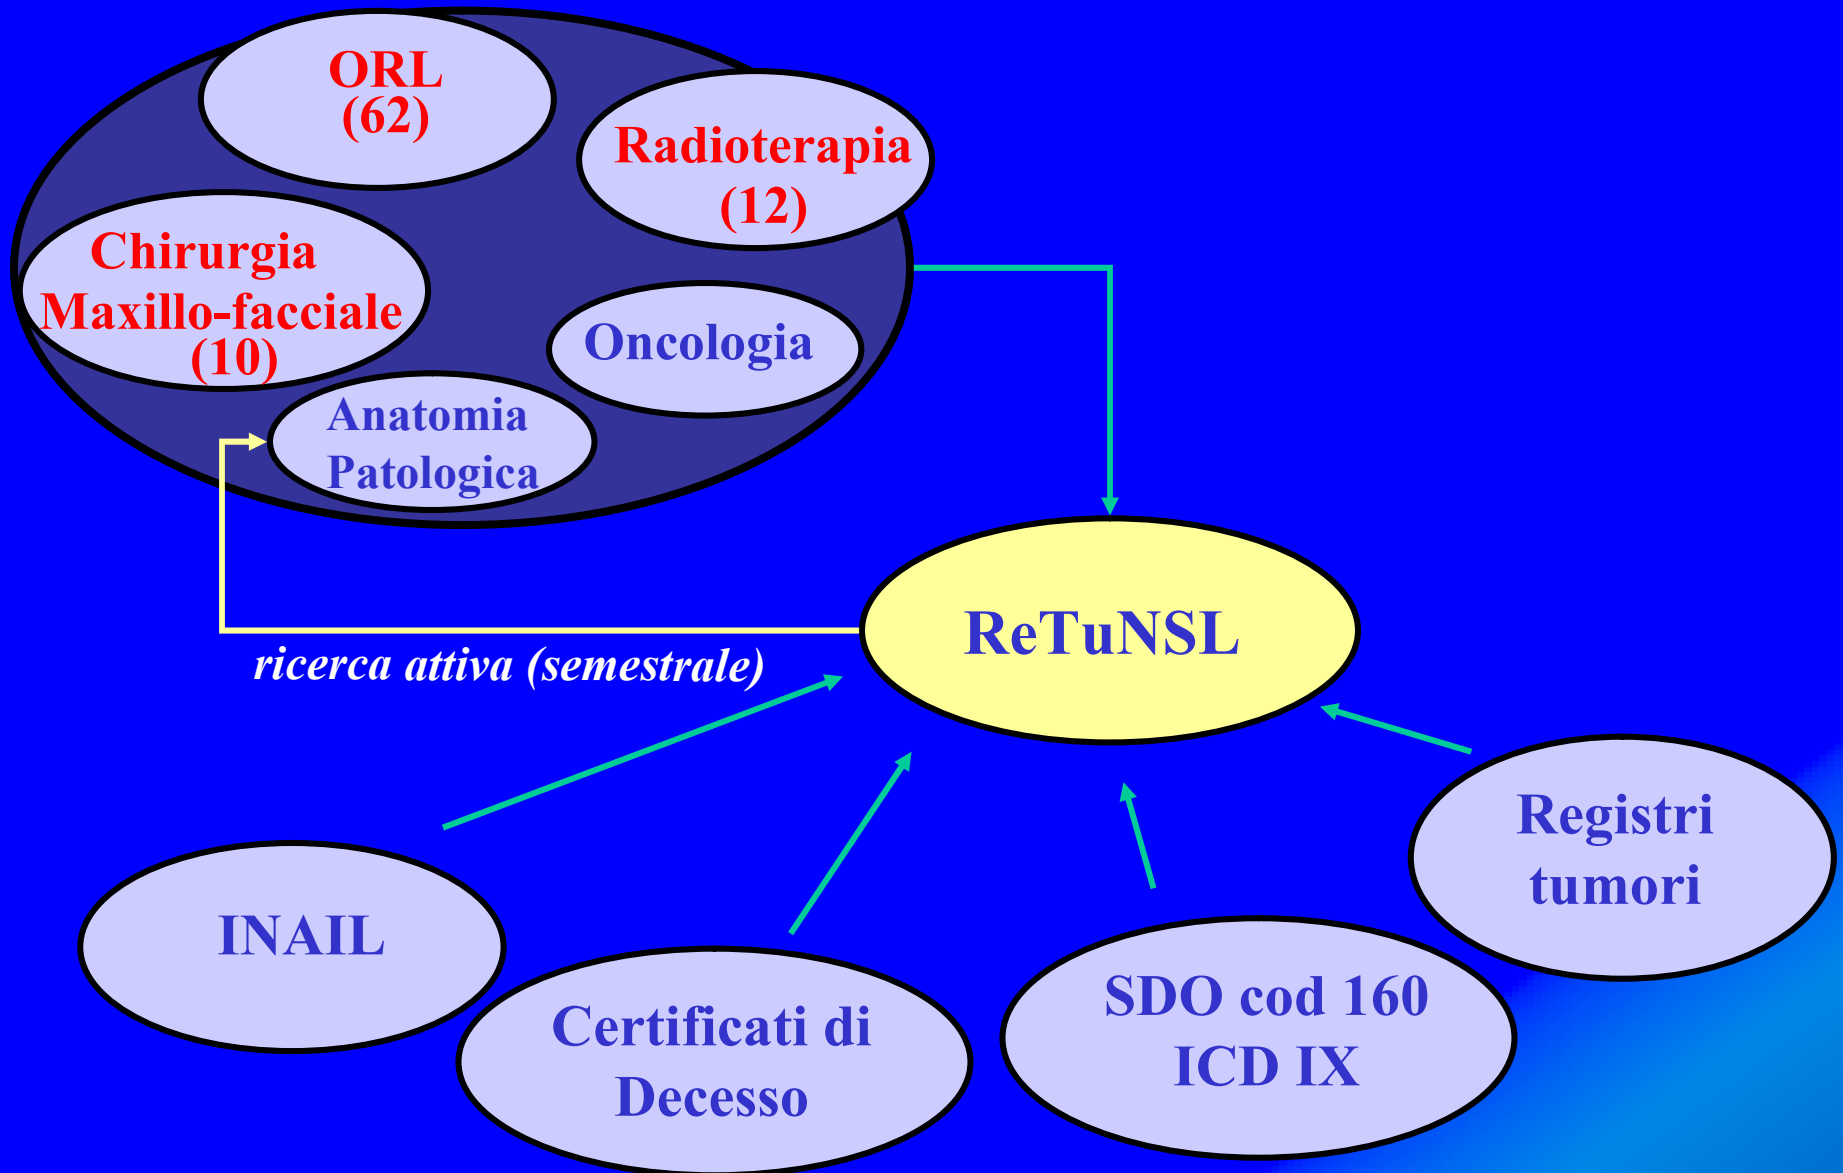 ORL
(62)
Radioterapia
(12)
Chirurgia
Maxillo-facciale
(10)
Oncologia
Anatomia
Patologica
ReTuNSL
ricerca attiva (semestrale)
Registri
tumori
INAIL
SDO cod 160
ICD IX
Certificati di
Decesso